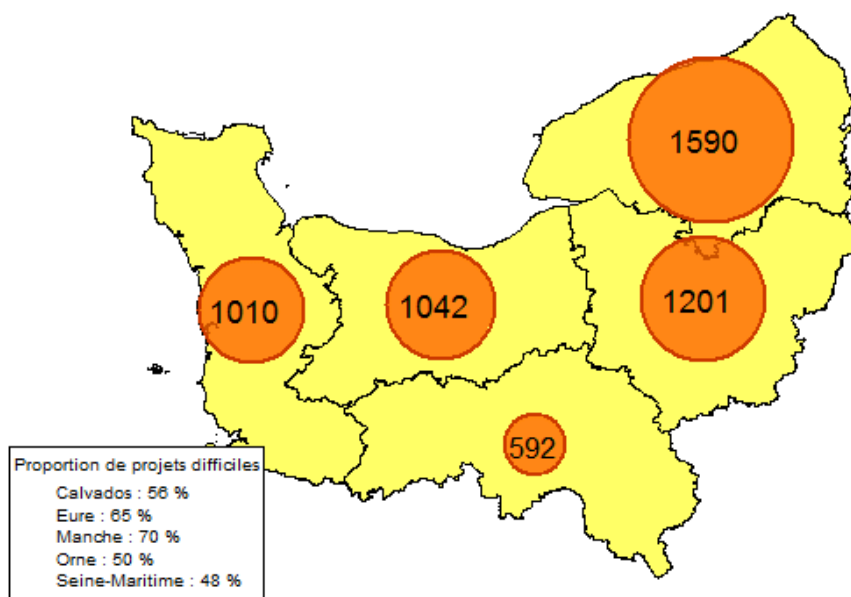 1590
1201
1010
1042
592
Proportion de projets difficiles
Calvados : 56 %
Eure : 65 %
Manche : 70 %
Orne : 50 %
Seine-Maritime : 48 %